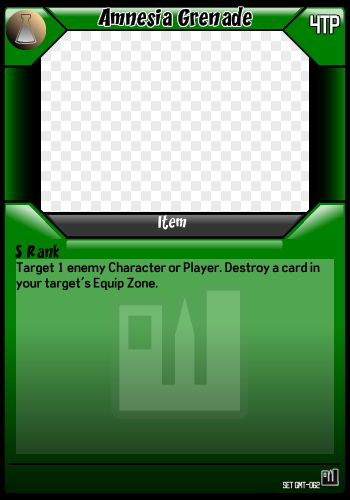 Amnesia Grenade
4TP
Item
S Rank
Target 1 enemy Character or Player. Destroy a card in
your target's Equip Zone.
SET GMT-062